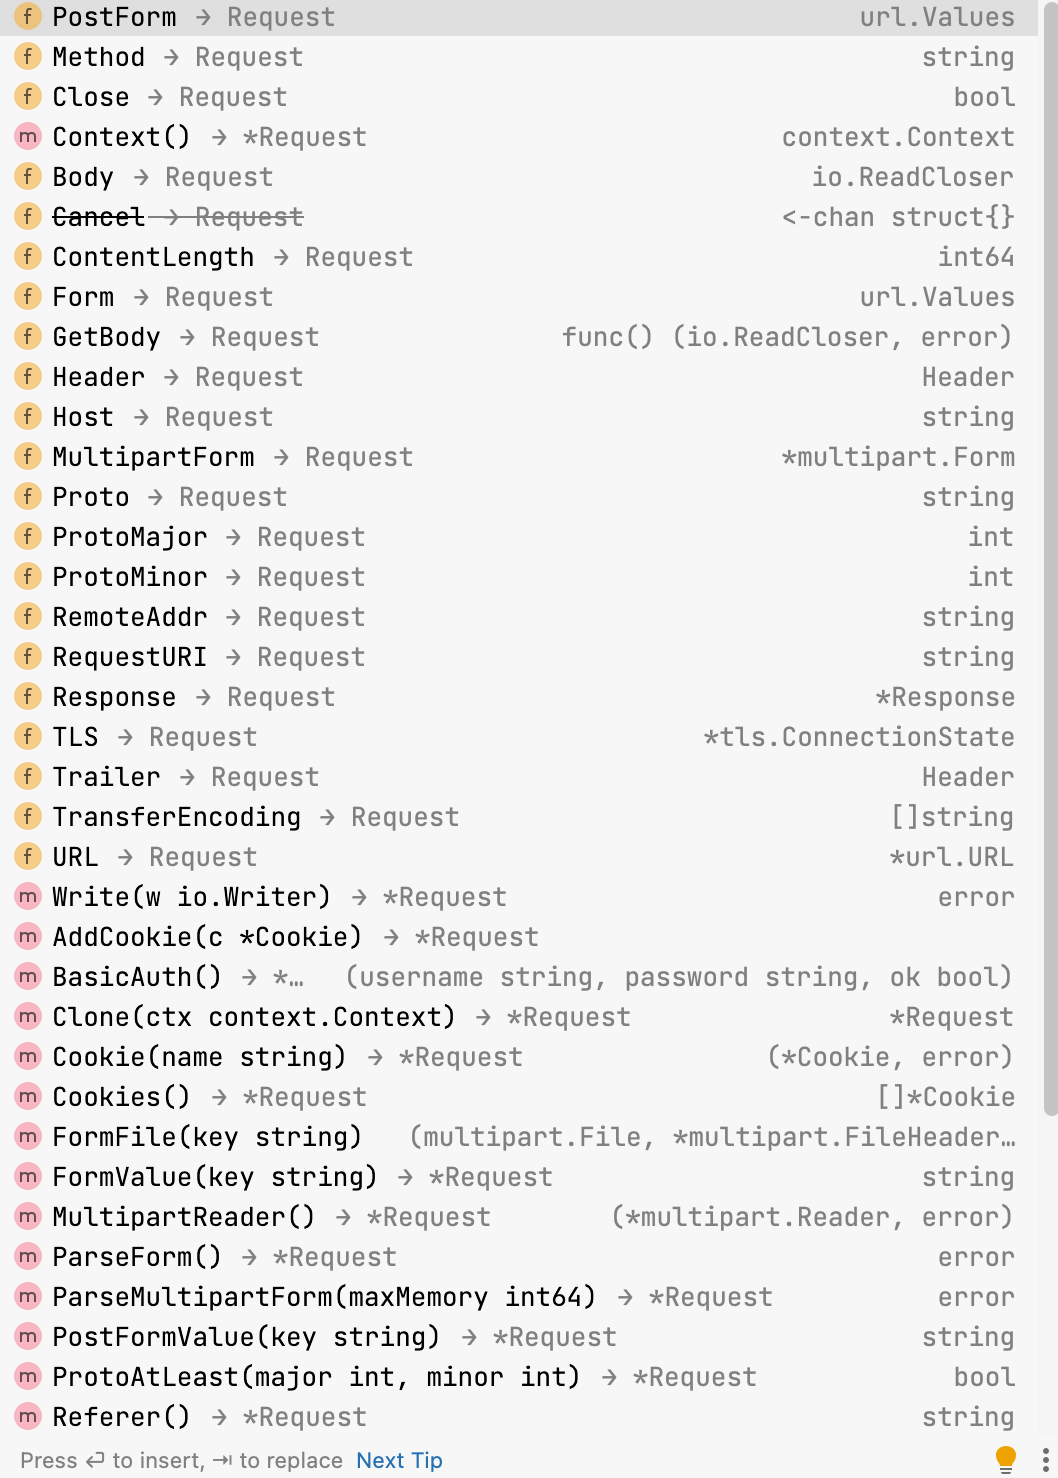 f PostForm → Request url.Values
f Method → Request string
f Close → Request bool
m Context() → *Request context.Context
f Body → Request io.ReadCloser
f Cancel → Request <-chan struct{}
f ContentLength → Request int64
f Form → Request url.Values
f GetBody → Request func() (io.ReadCloser, error)
f Header → Request Header
f Host → Request string
f MultipartForm → Request *multipart.Form
f Proto → Request string
f ProtoMajor → Request int
f ProtoMinor → Request int
f RemoteAddr → Request string
f RequestURI → Request string
f Response → Request *Response
f TLS → Request *tls.ConnectionState
f Trailer → Request Header
f TransferEncoding → Request []string
f URL → Request *url.URL
m Write(w io.Writer) → *Request error
m AddCookie(c *Cookie) → *Request
m BasicAuth() → *… (username string, password string, ok bool)
m Clone(ctx context.Context) → *Request *Request
m Cookie(name string) → *Request (*Cookie, error)
m Cookies() → *Request []*Cookie
m FormFile(key string) (multipart.File, *multipart.FileHeader…
m FormValue(key string) → *Request string
m MultipartReader() → *Request (*multipart.Reader, error)
m ParseForm() → *Request error
m ParseMultipartForm(maxMemory int64) → *Request error
m PostFormValue(key string) → *Request string
m ProtoAtLeast(major int, minor int) → *Request bool
m Referer() → *Request string
Press ↩ to insert, ⇥ to replace Next Tip